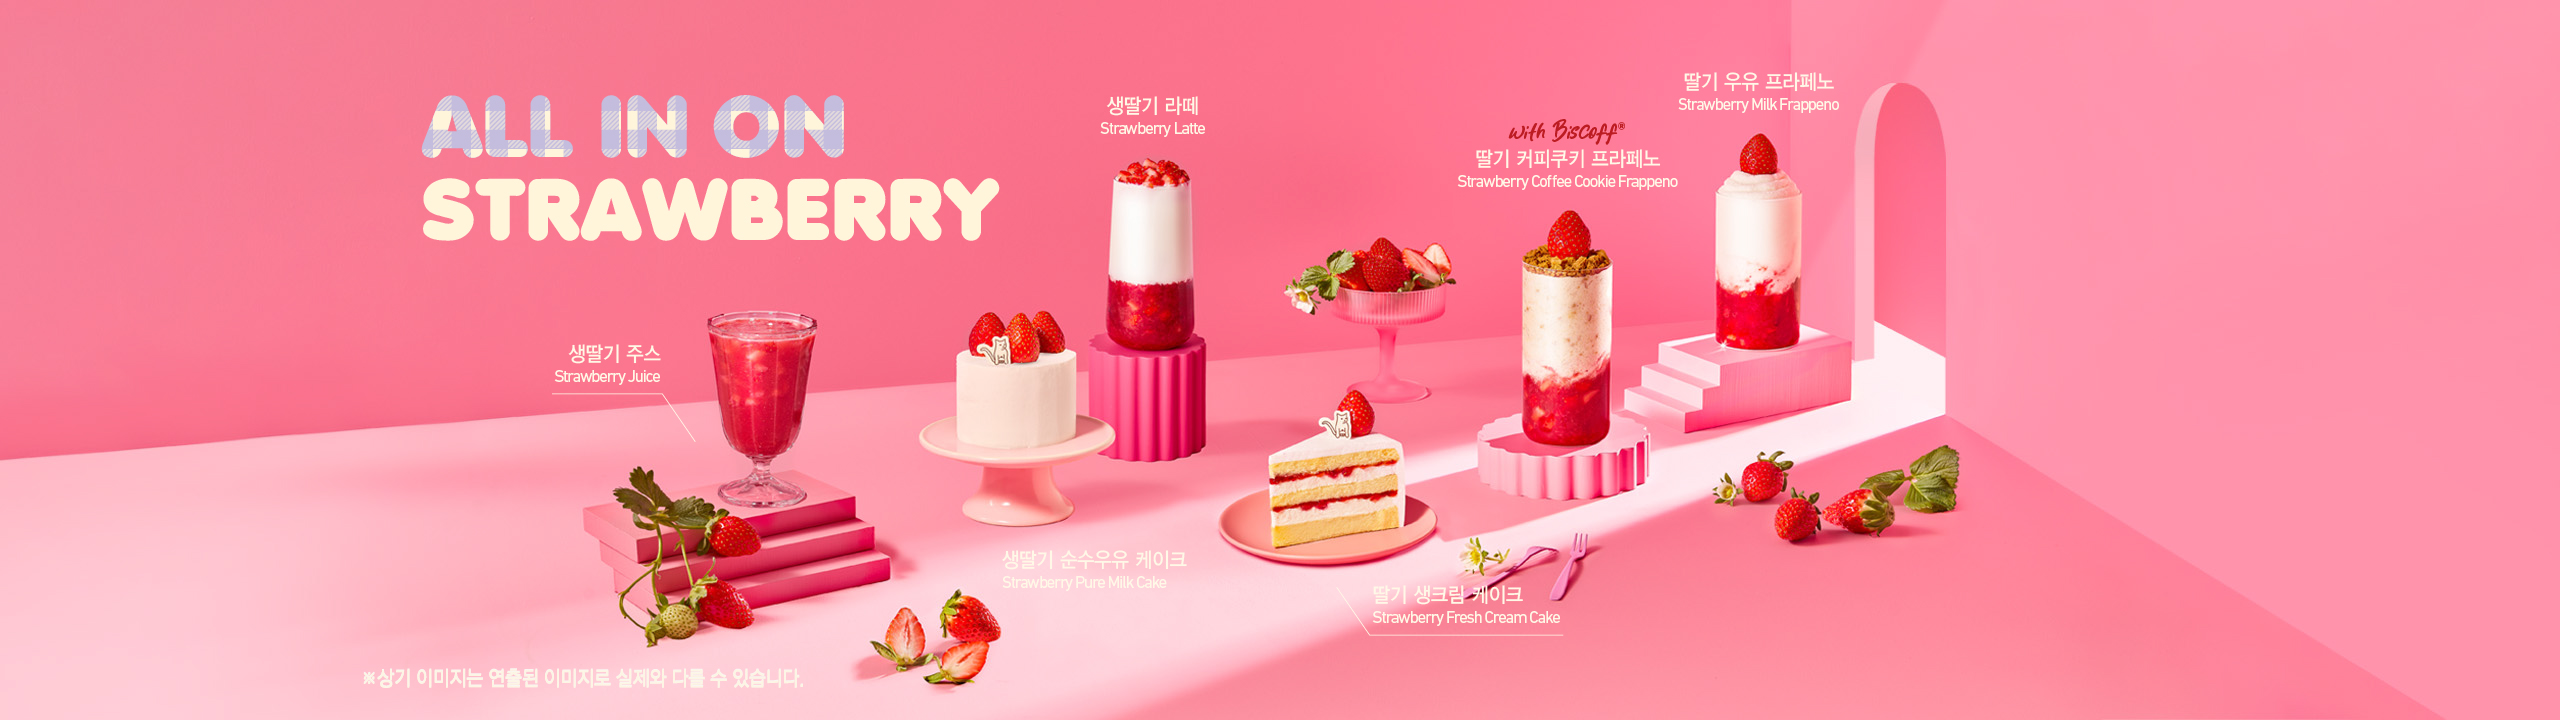 ALL IN ON
STRAWBERRY
생딸기 라떼
Strawberry Latte
딸기 우유 프라페노
Strawberry Milk Frappeno
with Biscoff®
딸기 커피쿠키 프라페노
Strawberry Coffee Cookie Frappeno
생딸기 주스
Strawberry Juice
생딸기 순수우유 케이크
Strawberry Pure Milk Cake
딸기 생크림 케이크
Strawberry Fresh Cream Cake
※상기 이미지는 연출된 이미지로 실제와 다를 수 있습니다.